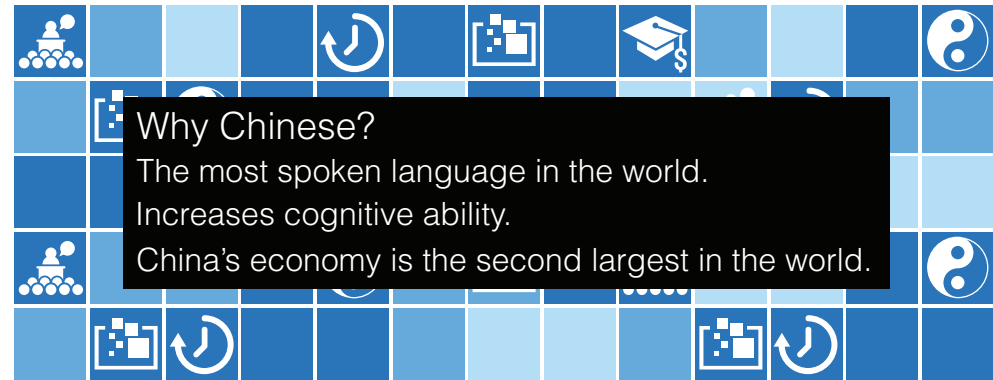 Why Chinese?
The most spoken language in the world.
Increases cognitive ability.
China’s economy is the second largest in the world.